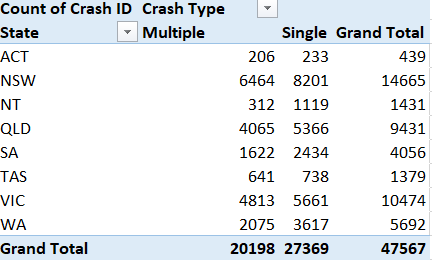 Count of Crash ID Crash Type
State Multiple Single Grand Total
ACT 206 233 439
NSW 6464 8201 14665
NT 312 1119 1431
QLD 4065 5366 9431
SA 1622 2434 4056
TAS 641 738 1379
VIC 4813 5661 10474
WA 2075 3617 5692
Grand Total 20198 27369 47567